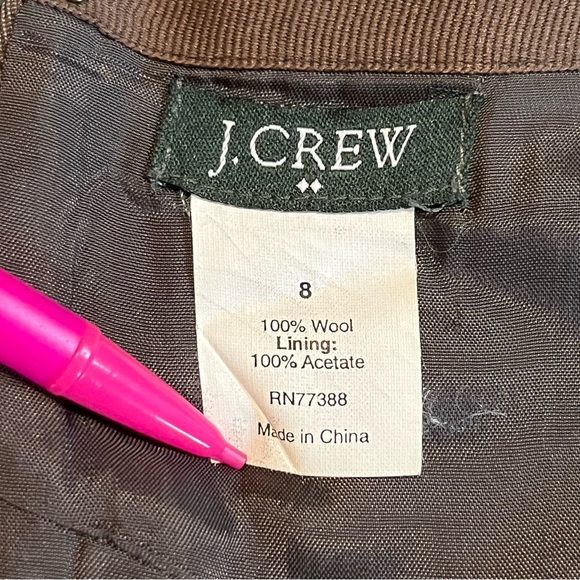 J.CREW
8
100% Wool
Lining:
100% Acetate
RN77388
Made in China